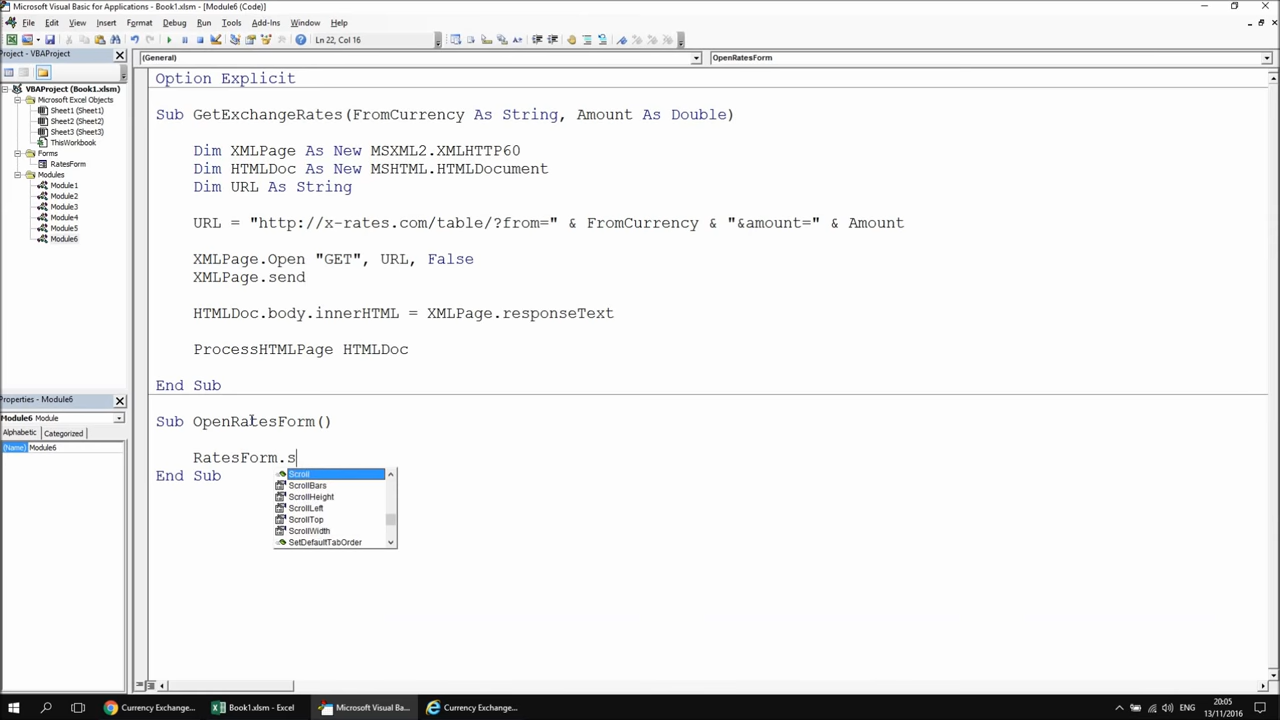 Microsoft Visual Basic for Applications - Book1.xlsm - [Module6 (Code)]
File Edit View Insert Format Debug Run Tools Add-Ins Window Help
Ln 22, Col 16
Project - VBAProject
(General)
OpenRatesForm
VBAProject (Book1.xlsm)
Microsoft Excel Objects
Sheet1 (Sheet1)
Sheet2 (Sheet2)
Sheet3 (Sheet3)
ThisWorkbook
Forms
RatesForm
Modules
Module1
Module2
Module3
Module4
Module5
Module6
Properties - Module6
Module6 Module
Alphabetic Categorized
(Name) Module6
Option Explicit
Sub GetExchangeRates(FromCurrency As String, Amount As Double)
Dim XMLPage As New MSXML2.XMLHTTP60
Dim HTMLDoc As New MSHTML.HTMLDocument
Dim URL As String
URL = "http://x-rates.com/table/?from=" & FromCurrency & "&amount=" & Amount
XMLPage.Open "GET", URL, False
XMLPage.send
HTMLDoc.body.innerHTML = XMLPage.responseText
ProcessHTMLPage HTMLDoc
End Sub
Sub OpenRatesForm()
RatesForm.s
End Sub
Scroll
ScrollBars
ScrollHeight
ScrollLeft
ScrollTop
ScrollWidth
SetDefaultTabOrder
Currency Exchange...
Book1.xlsm - Excel
Microsoft Visual Ba...
Currency Exchange...
ENG
20:05
13/11/2016